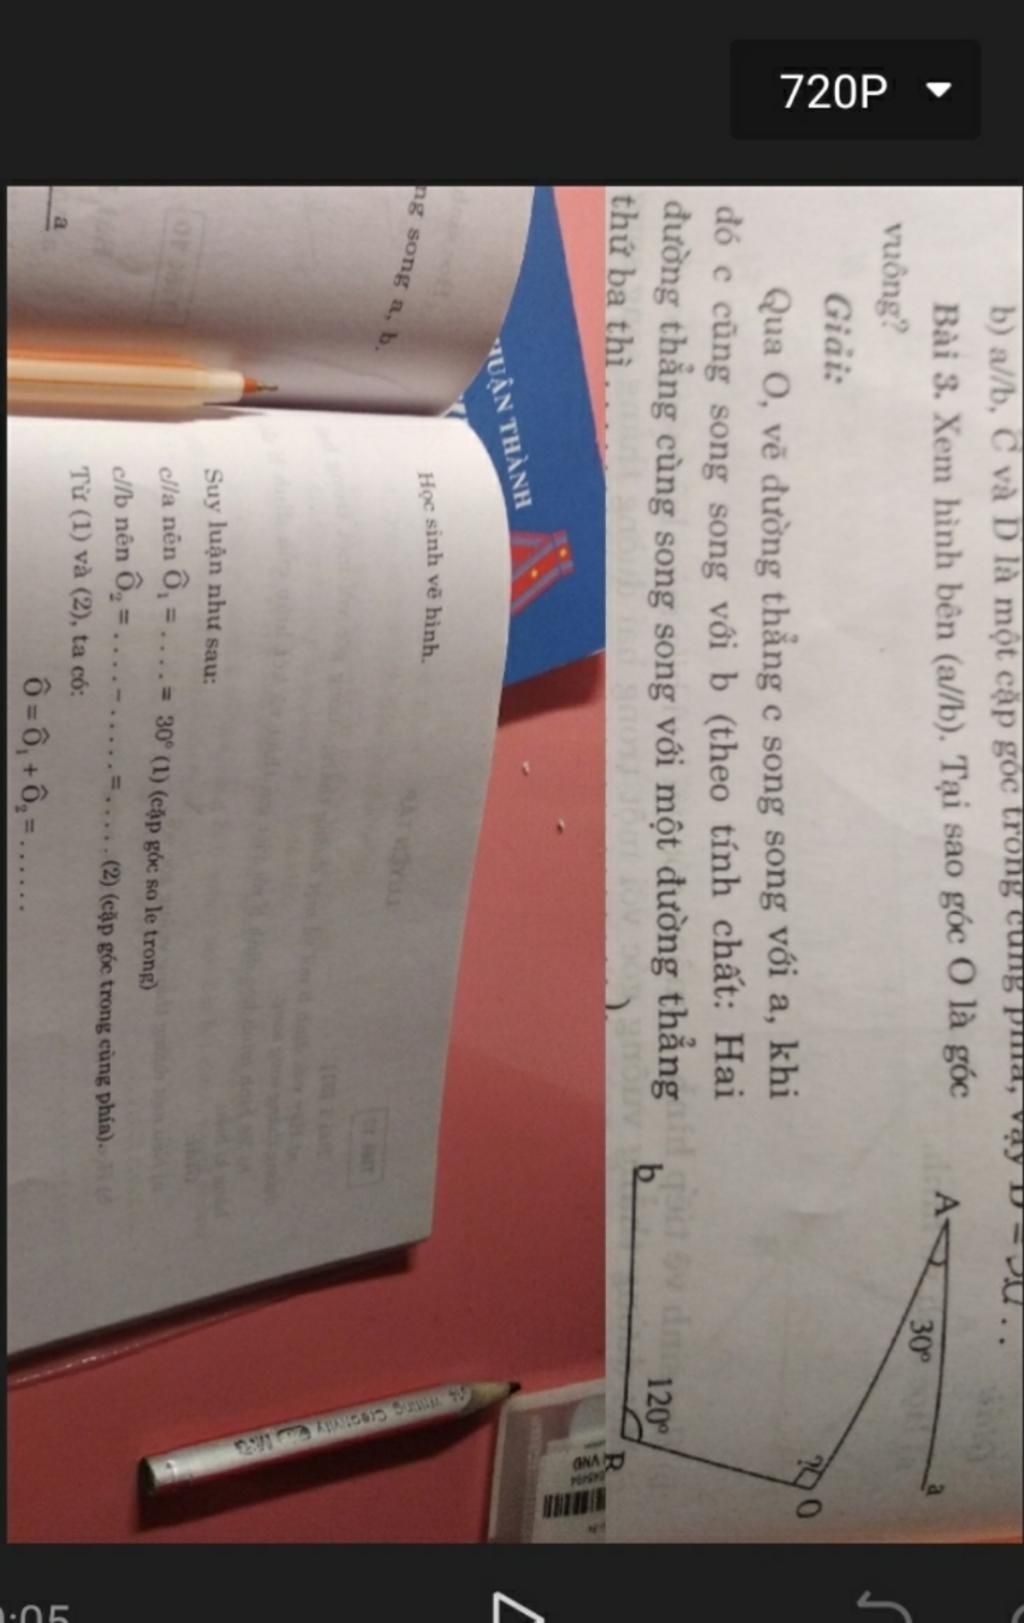 720P
b) a//b, Ĉ và D là một cặp góc trong cùng phía, vậy
Bài 3. Xem hình bên (a//b). Tại sao góc O là góc
vuông?
Giải:
Qua O, vẽ đường thẳng c song song với a, khi
đó c cũng song song với b (theo tính chất: Hai
đường thẳng cùng song song với một đường thẳng
thứ ba thì
A
30°
a
?
O
b
120°
B
HUẬN THÀNH
ng song a, b.
a
Học sinh vẽ hình.
Suy luận như sau:
c//a nên Ô₁ = . . . . = 30° (1) (cặp góc so le trong)
c//b nên Ô₂ = . . . . - . . . . . = . . . . . (2) (cặp góc trong cùng phía).
Từ (1) và (2), ta có:
Ô = Ô₁ + Ô₂ = . . . . . .
Writing Creativity
VND
:05